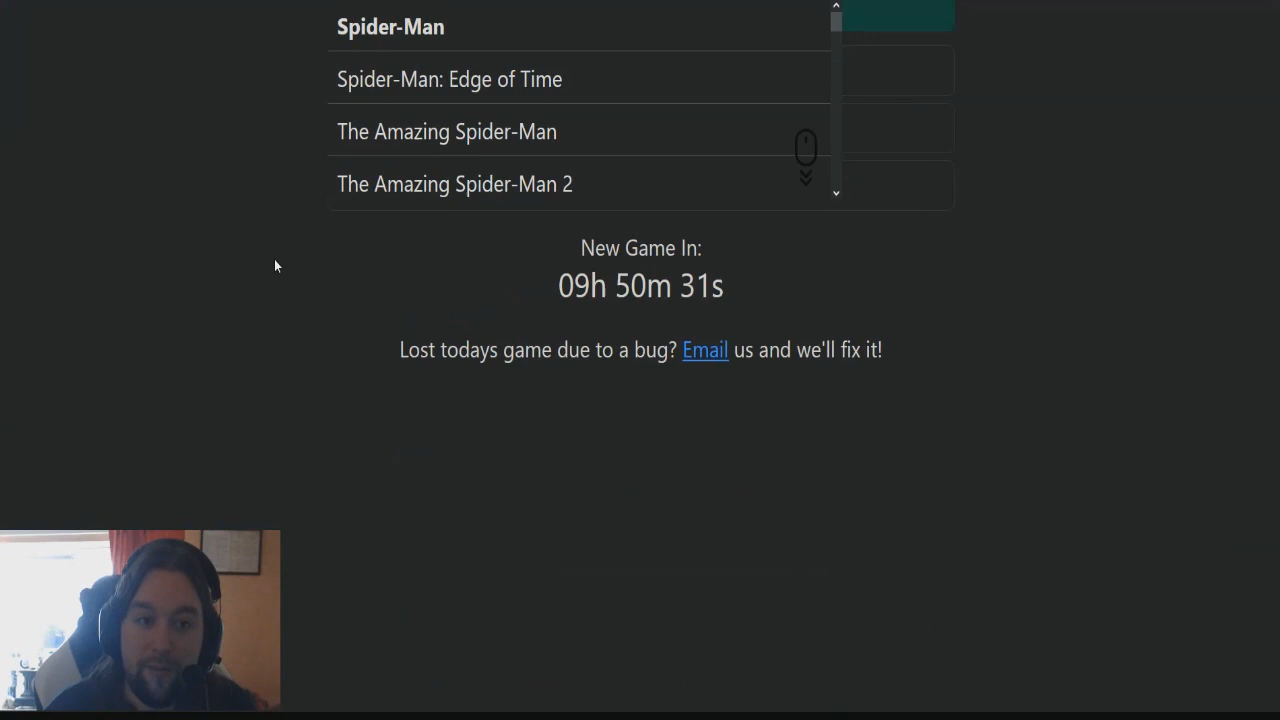 Spider-Man
Spider-Man: Edge of Time
The Amazing Spider-Man
The Amazing Spider-Man 2
New Game In:
09h 50m 31s
Lost todays game due to a bug? Email us and we'll fix it!